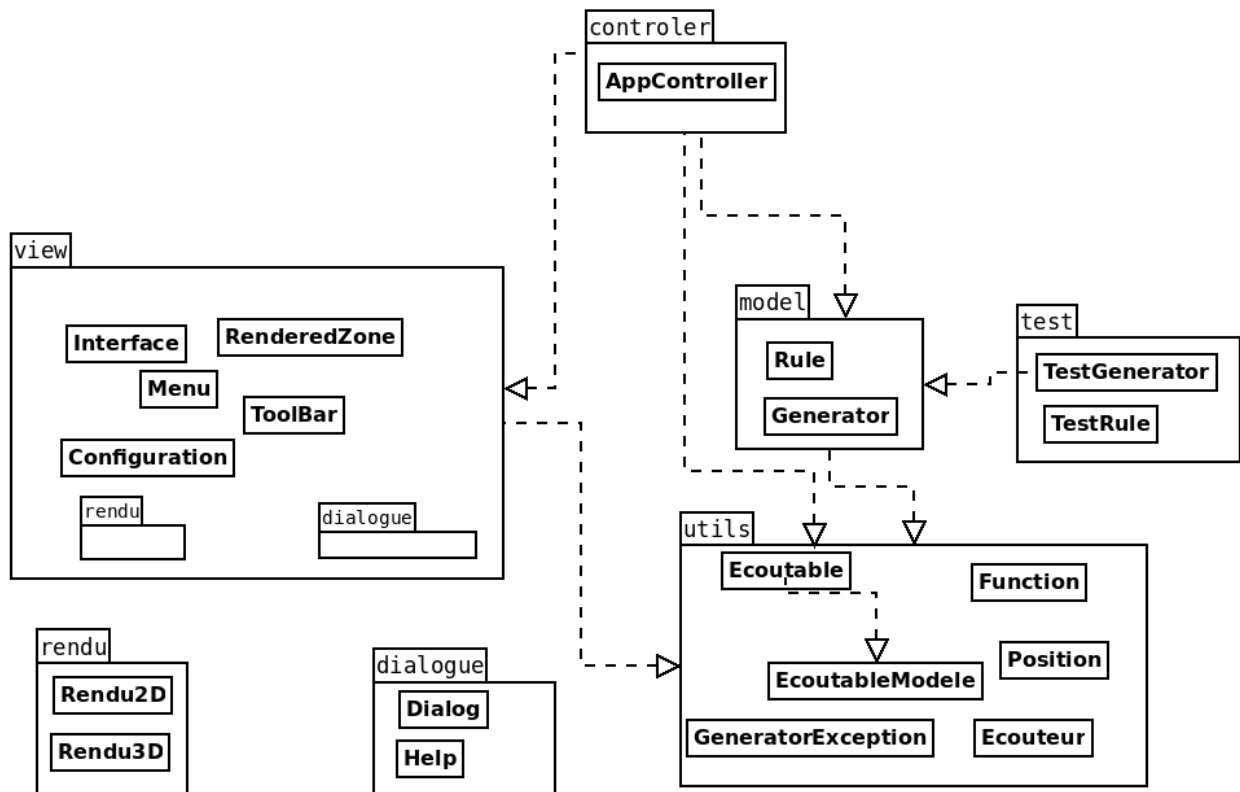 controler
AppController
view
Interface
RenderedZone
Menu
ToolBar
Configuration
rendu
dialogue
model
Rule
Generator
test
TestGenerator
TestRule
utils
Ecoutable
Function
Position
EcoutableModele
GeneratorException
Ecouteur
rendu
Rendu2D
Rendu3D
dialogue
Dialog
Help